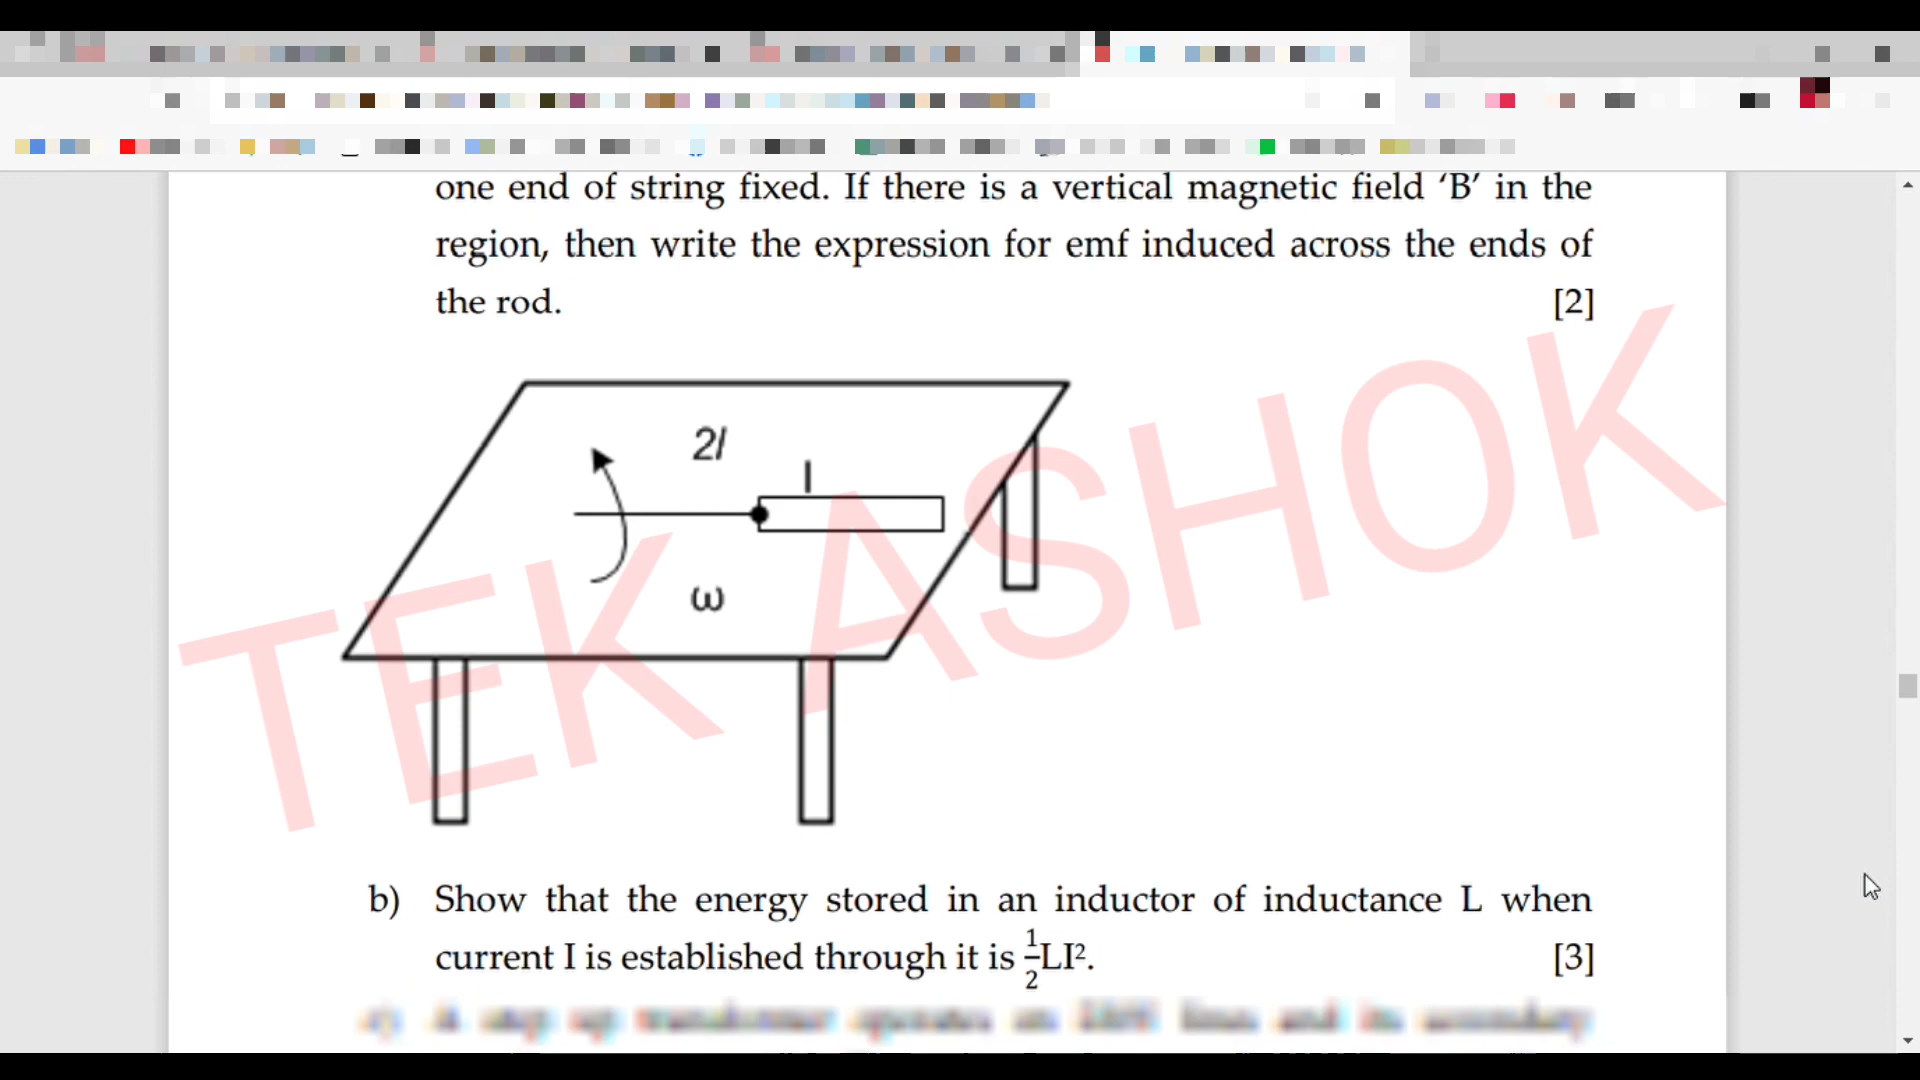 one end of string fixed. If there is a vertical magnetic field ‘B’ in the
region, then write the expression for emf induced across the ends of
the rod. [2]
2l
l
ω
TEK ASHOK
b) Show that the energy stored in an inductor of inductance L when
current I is established through it is 1/2 LI². [3]